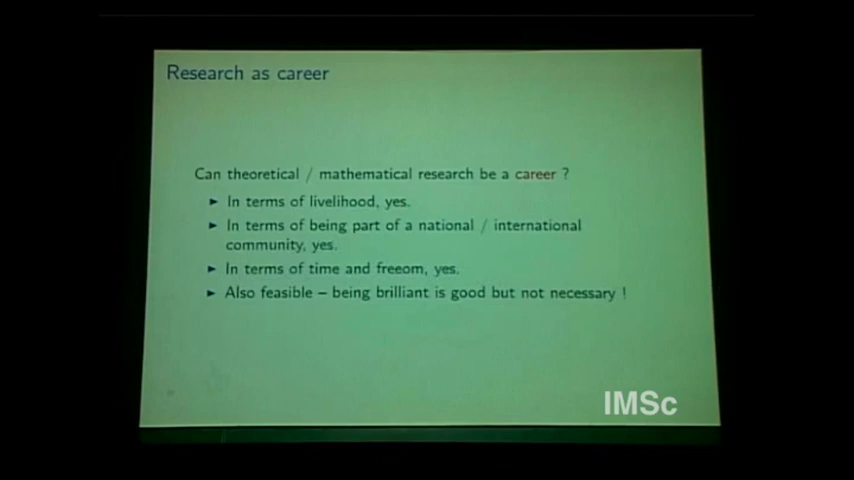 Research as career
Can theoretical / mathematical research be a career ?
► In terms of livelihood, yes.
► In terms of being part of a national / international
community, yes.
► In terms of time and freeom, yes.
► Also feasible – being brilliant is good but not necessary !
IMSc